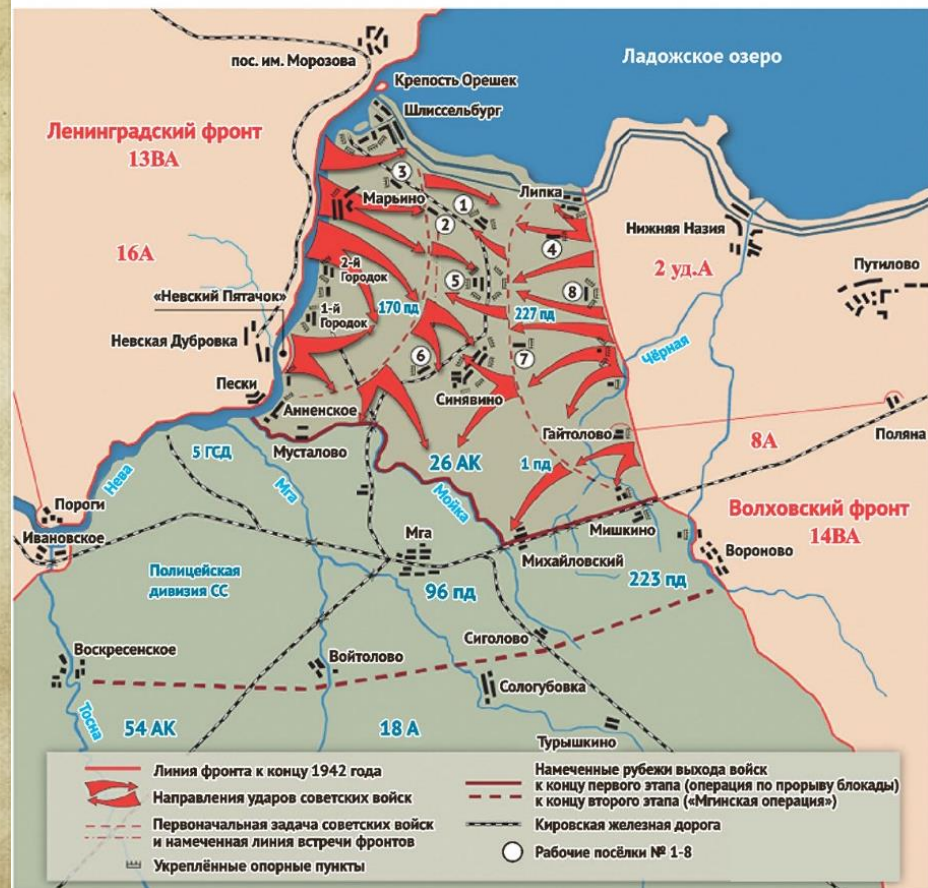 пос. им. Морозова
Ладожское озеро
Крепость Орешек
Шлиссельбург
Ленинградский фронт
13ВА
3
Марьино
1
Липка
2
4
Нижняя Назия
2 уд.А
Путилово
16А
2-й
Городок
5
8
«Невский Пятачок»
1-й
Городок
170 пд
227 пд
Невская Дубровка
6
7
Чёрная
Пески
Синявино
Анненское
Гайтолово
Поляна
8А
Мусталово
5 ГСД
26 АК
1 пд
Нева
Мга
Мойка
Пороги
Ивановское
Волховский фронт
14ВА
Мишкино
Михайловский
Вороново
Мга
Полицейская
дивизия СС
96 пд
223 пд
Воскресенское
Войтолово
Сиголово
Сологубовка
Тосна
54 АК
18 А
Турышкино
Линия фронта к концу 1942 года
Направления ударов советских войск
Первоначальная задача советских войск
и намеченная линия встречи фронтов
Укреплённые опорные пункты
Намеченные рубежи выхода войск
к концу первого этапа (операция по прорыву блокады)
к концу второго этапа («Мгинская операция»)
Кировская железная дорога
Рабочие посёлки № 1-8